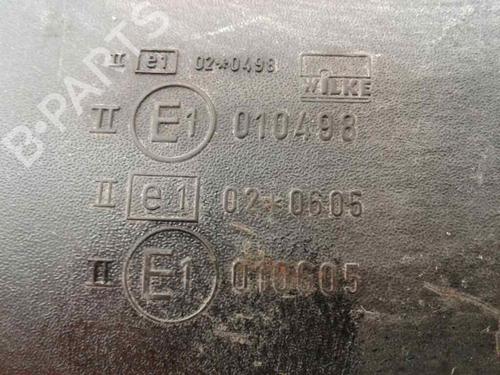 B-PARTS
II e1 02*0498
WILKE
II E1 010498
II e1 02*0605
II E1 010605